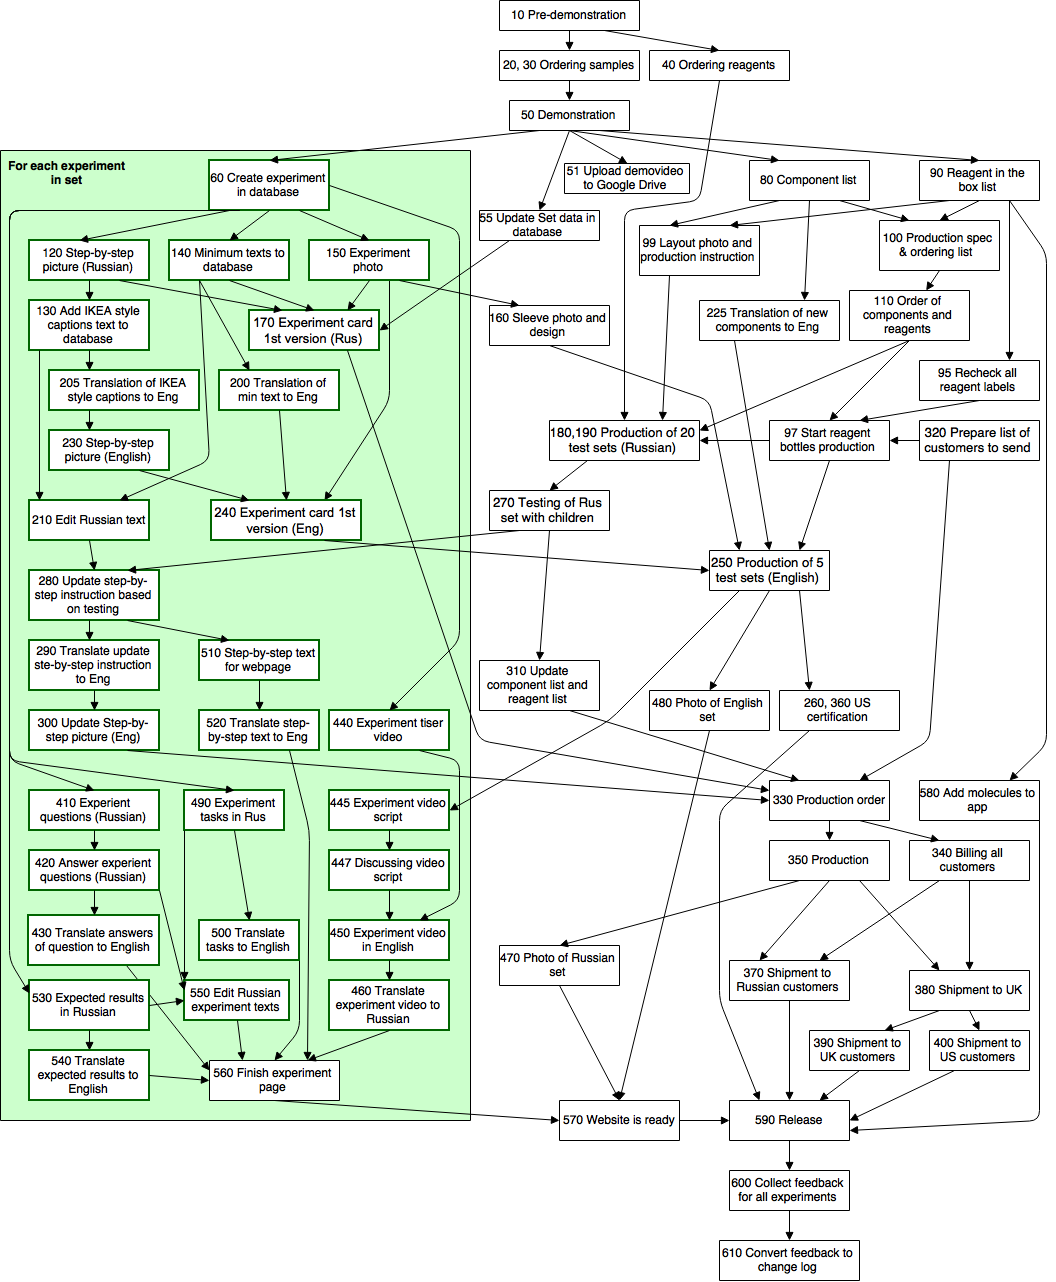 10 Pre-demonstration
20, 30 Ordering samples
40 Ordering reagents
50 Demonstration
For each experiment
in set
60 Create experiment
in database
51 Upload demovideo
to Google Drive
80 Component list
90 Reagent in the
box list
55 Update Set data in
database
99 Layout photo and
production instruction
100 Production spec
& ordering list
120 Step-by-step
picture (Russian)
140 Minimum texts to
database
150 Experiment
photo
130 Add IKEA style
captions text to
database
170 Experiment card
1st version (Rus)
160 Sleeve photo and
design
225 Translation of new
components to Eng
110 Order of
components and
reagents
205 Translation of IKEA
style captions to Eng
200 Translation of
min text to Eng
95 Recheck all
reagent labels
230 Step-by-step
picture (English)
180,190 Production of 20
test sets (Russian)
97 Start reagent
bottles production
320 Prepare list of
customers to send
210 Edit Russian text
240 Experiment card 1st
version (Eng)
270 Testing of Rus
set with children
250 Production of 5
test sets (English)
280 Update step-by-
step instruction based
on testing
290 Translate update
ste-by-step instruction
to Eng
510 Step-by-step text
for webpage
310 Update
component list and
reagent list
480 Photo of English
set
260, 360 US
certification
300 Update Step-by-
step picture (Eng)
520 Translate step-
by-step text to Eng
440 Experiment tiser
video
410 Experient
questions (Russian)
490 Experiment
tasks in Rus
445 Experiment video
script
330 Production order
580 Add molecules to
app
420 Answer experient
questions (Russian)
447 Discussing video
script
350 Production
340 Billing all
customers
430 Translate answers
of question to English
500 Translate
tasks to English
450 Experiment video
in English
470 Photo of Russian
set
370 Shipment to
Russian customers
380 Shipment to UK
530 Expected results
in Russian
550 Edit Russian
experiment texts
460 Translate
experiment video to
Russian
390 Shipment to
UK customers
400 Shipment to
US customers
540 Translate
expected results to
English
560 Finish experiment
page
570 Website is ready
590 Release
600 Collect feedback
for all experiments
610 Convert feedback to
change log